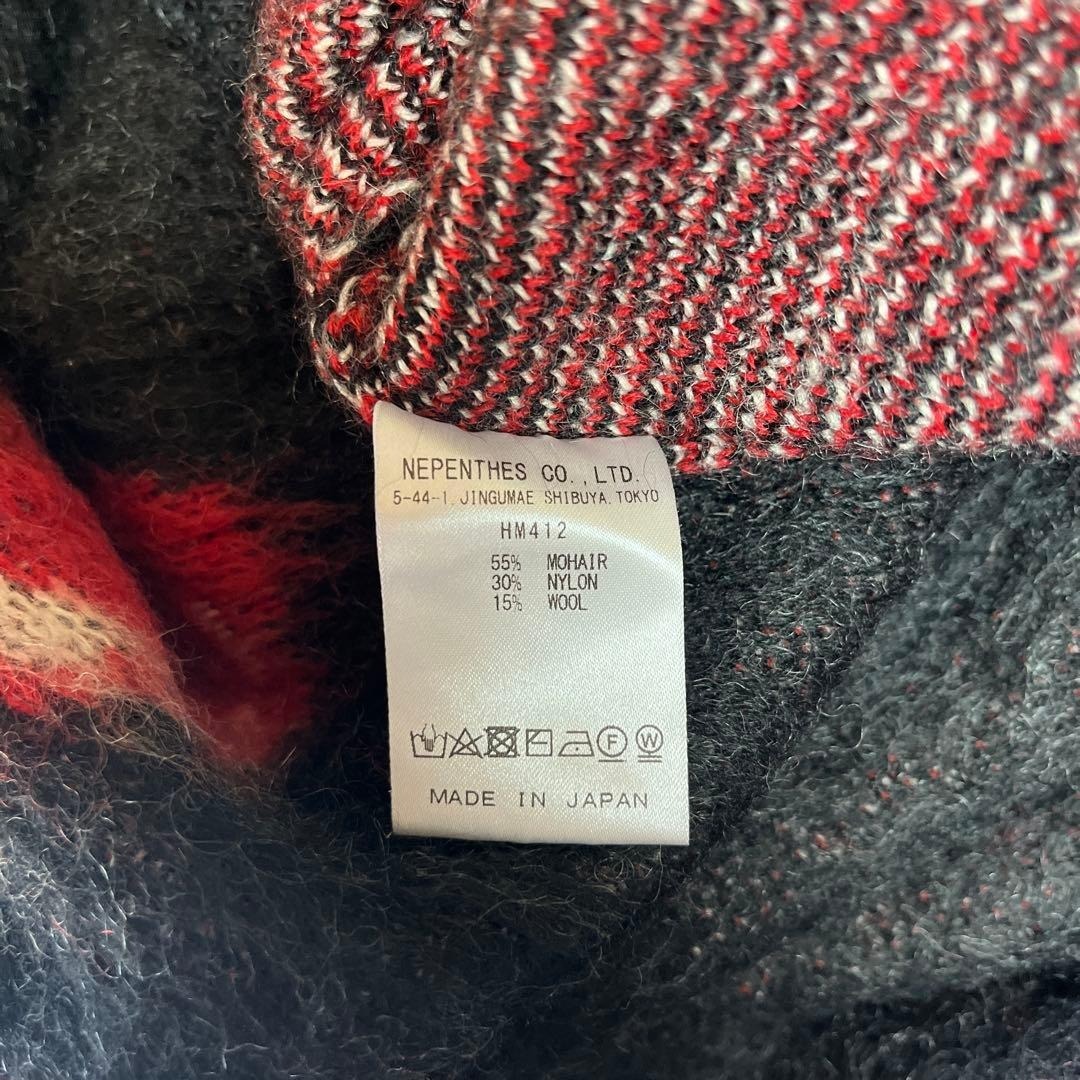 NEPENTHES CO.,LTD.
5-44-1, JINGUMAE SHIBUYA, TOKYO
HM412
55% MOHAIR
30% NYLON
15% WOOL
F W
MADE IN JAPAN